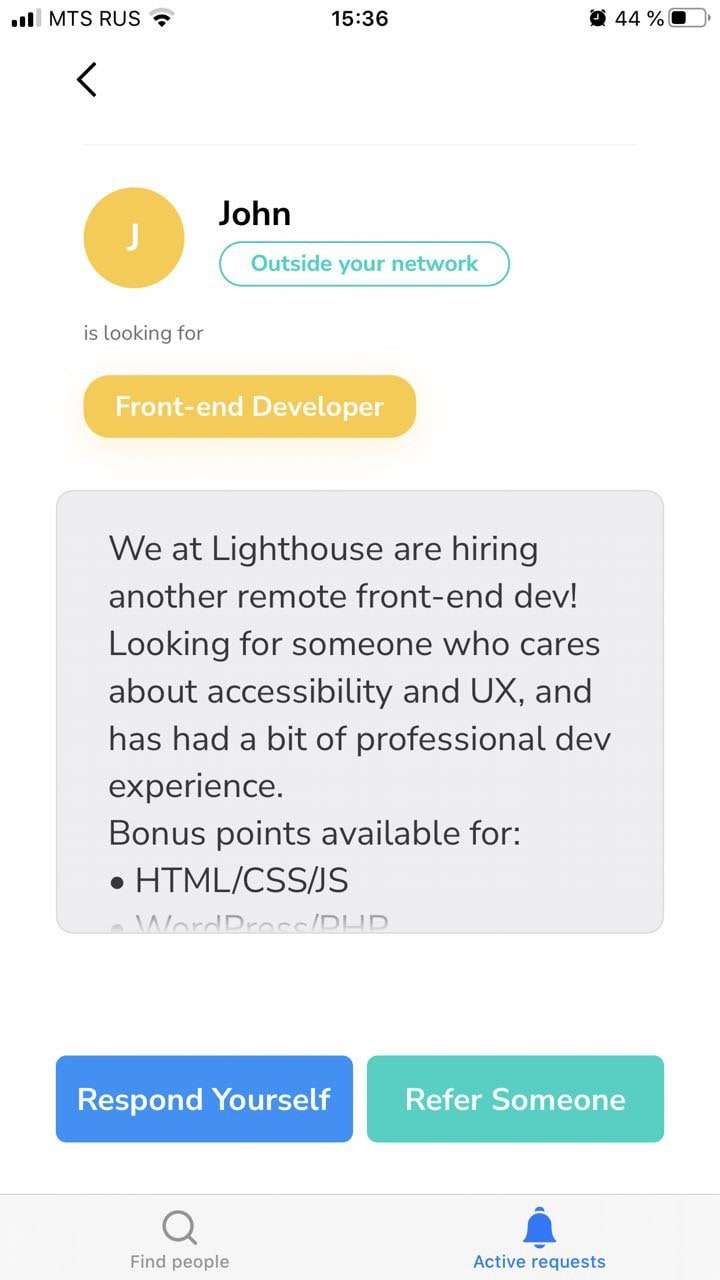 MTS RUS 15:36 44 %
J
John
Outside your network
is looking for
Front-end Developer
We at Lighthouse are hiring
another remote front-end dev!
Looking for someone who cares
about accessibility and UX, and
has had a bit of professional dev
experience.
Bonus points available for:
• HTML/CSS/JS
• WordPress/PHP
Respond Yourself
Refer Someone
Find people
Active requests